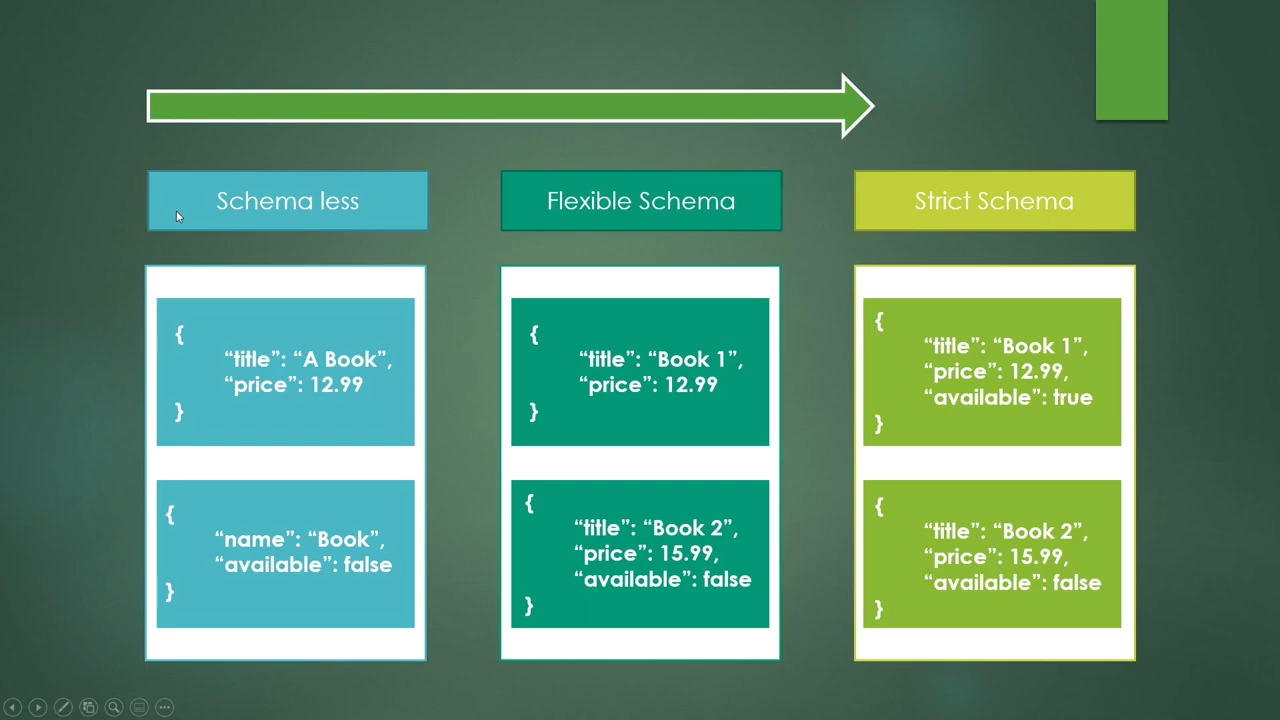 Schema less
Flexible Schema
Strict Schema
{
“title”: “A Book”,
“price”: 12.99
}
{
“name”: “Book”,
“available”: false
}
{
“title”: “Book 1”,
“price”: 12.99
}
{
“title”: “Book 2”,
“price”: 15.99,
“available”: false
}
{
“title”: “Book 1”,
“price”: 12.99,
“available”: true
}
{
“title”: “Book 2”,
“price”: 15.99,
“available”: false
}